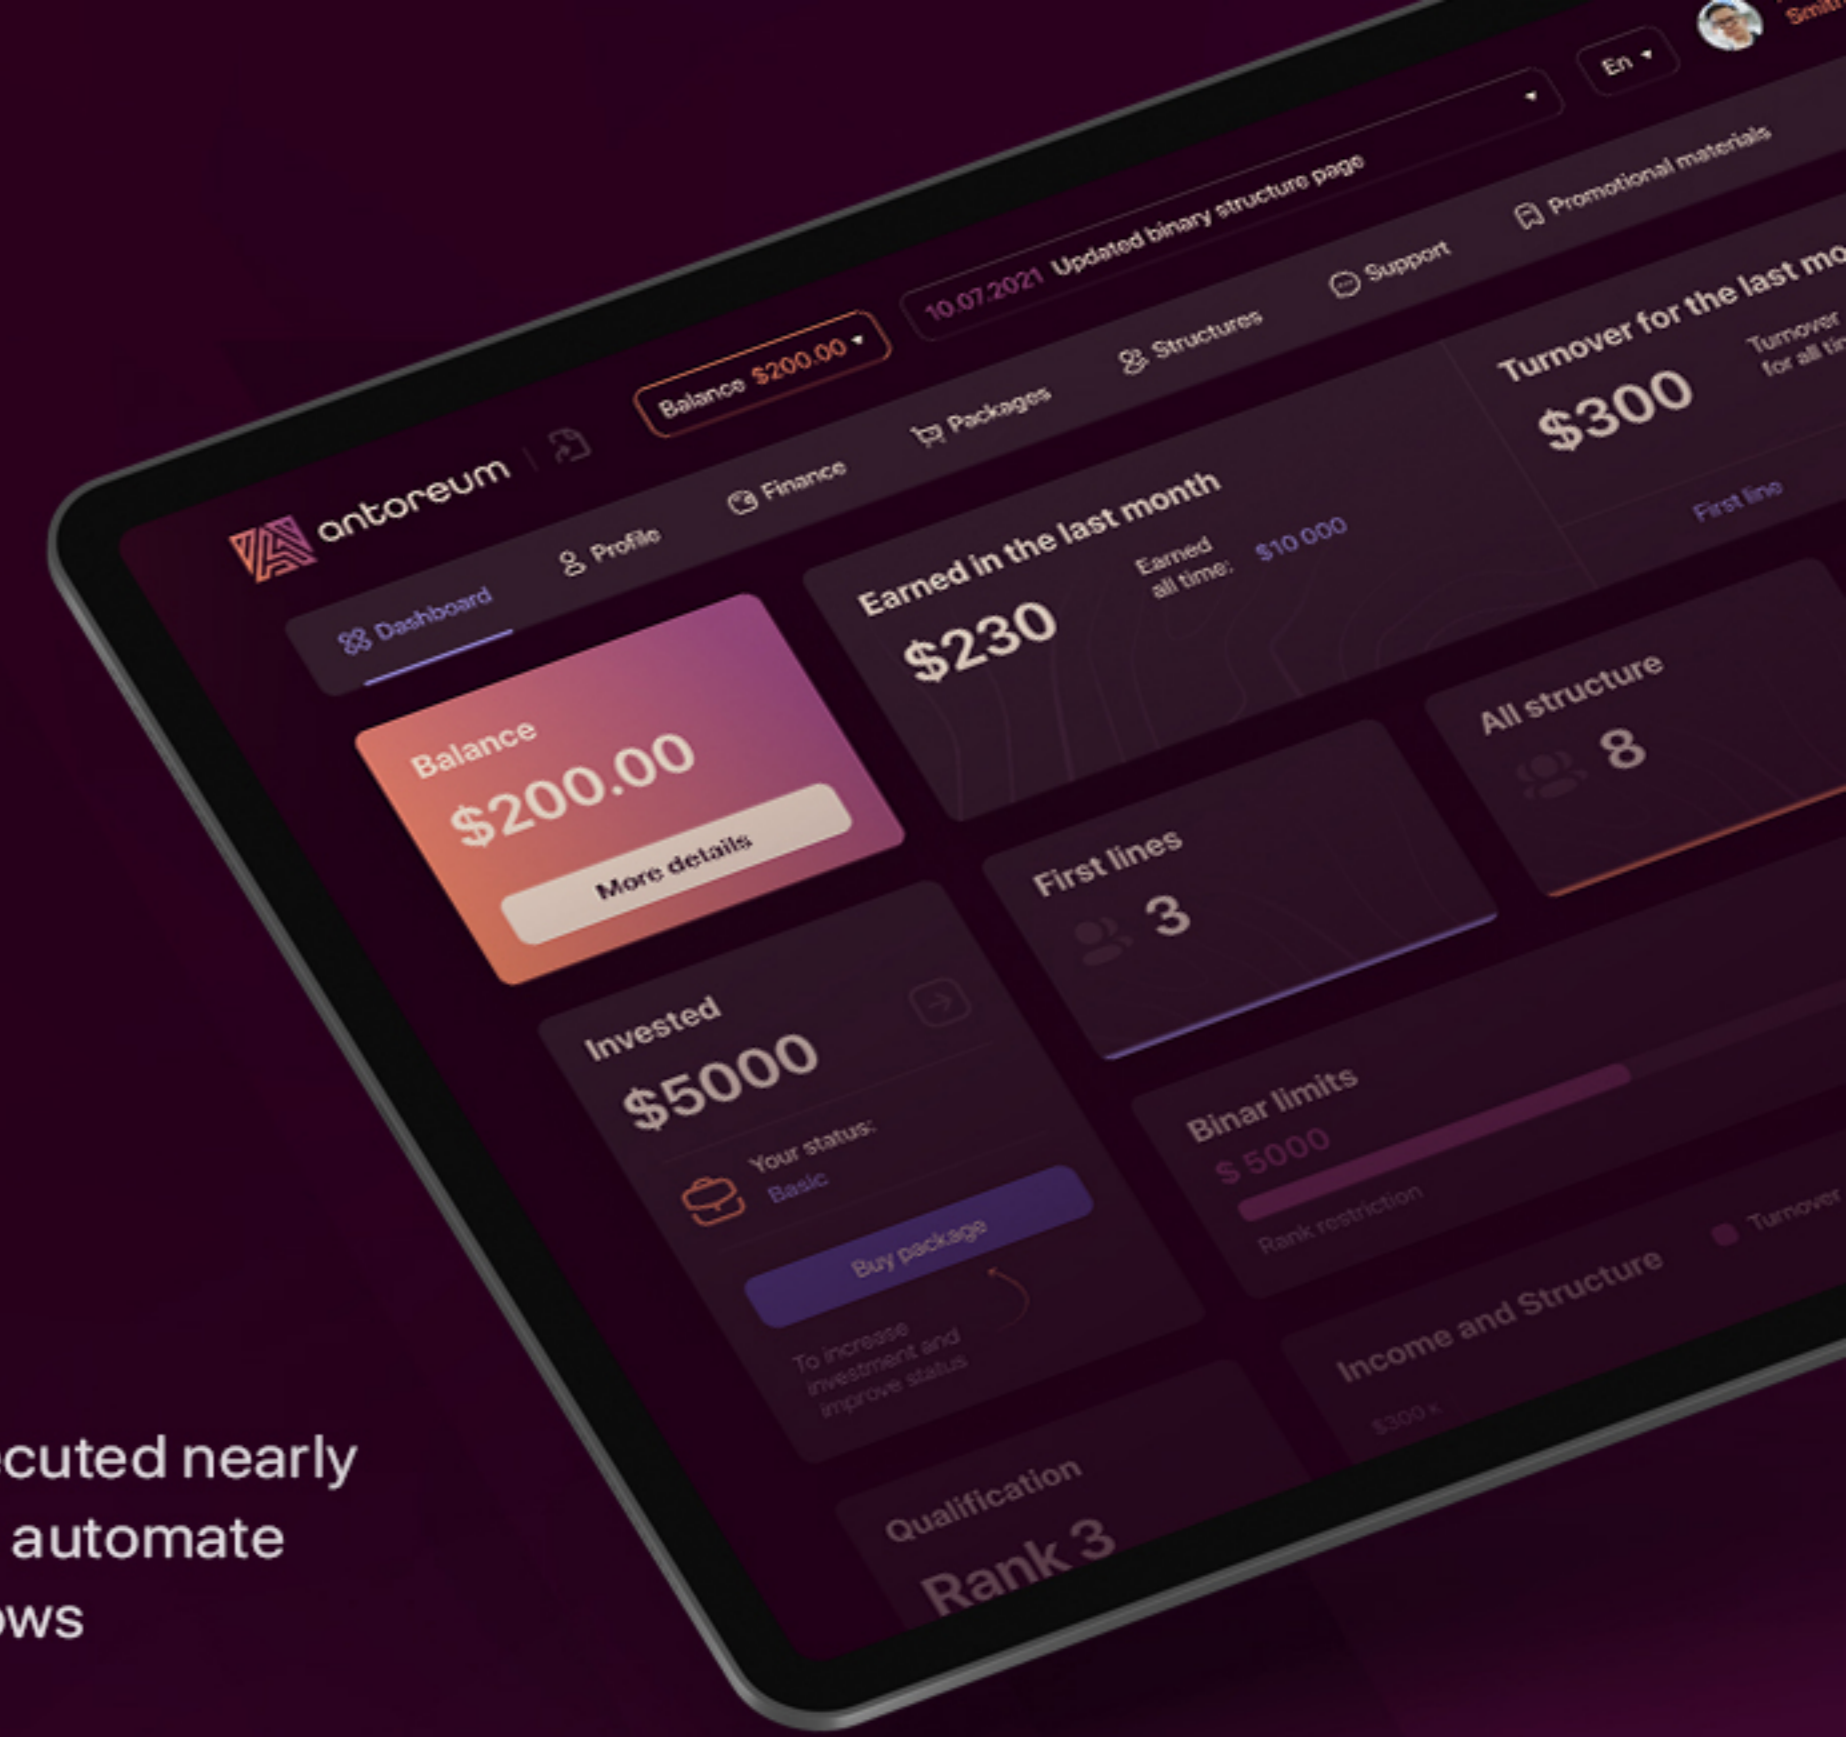 Smith
En
10.07.2021 Updated binary structure page
Balance $200.00
antoreum
Dashboard
Profile
Finance
Packages
Structures
Support
Promotional materials
Balance
$200.00
More details
Earned in the last month
$230
Earned
all time:
$10 000
Turnover for the last mo
$300
Turnover
for all tim
First line
First lines
3
All structure
8
Invested
$5000
Your status:
Basic
Buy package
To increase
investment and
improve status
Binar limits
$ 5000
Rank restriction
Income and Structure
Turnover
$300 K
Qualification
Rank 3
ecuted nearly
automate
ows